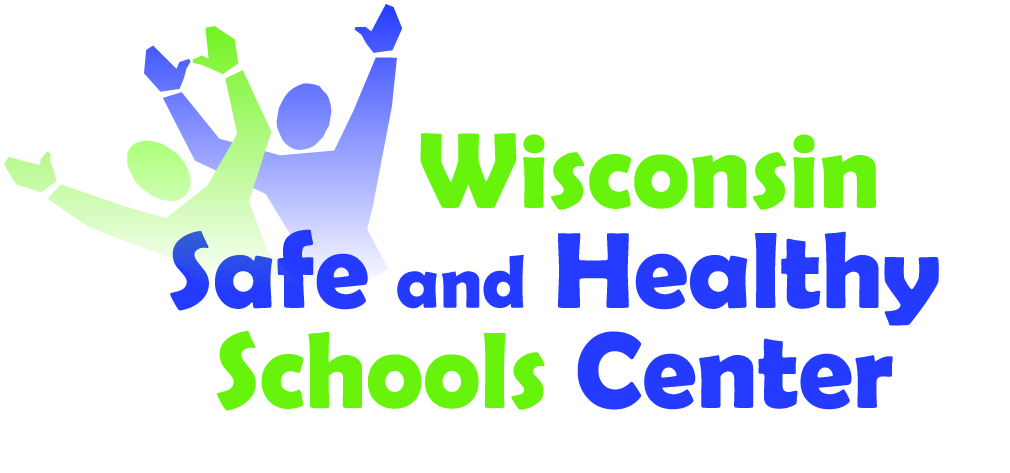 Wisconsin
Safe and Healthy
Schools Center